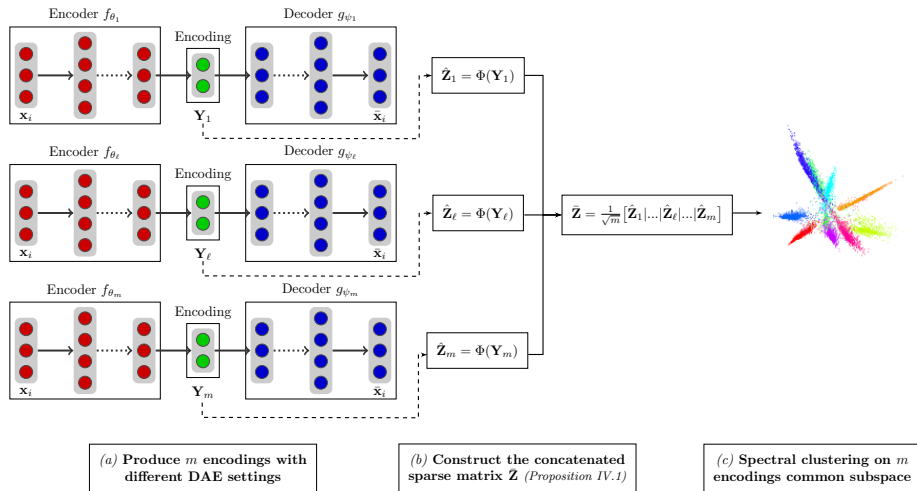 Encoder f_{θ_1}
Encoding
Decoder g_{ψ_1}
x_i
Y_1
x̄_i
Ẑ_1 = Φ(Y_1)
Encoder f_{θ_ℓ}
Encoding
Decoder g_{ψ_ℓ}
x_i
Y_ℓ
x̄_i
Ẑ_ℓ = Φ(Y_ℓ)
Z̄ = 1/√m [Ẑ_1|...|Ẑ_ℓ|...|Ẑ_m]
Encoder f_{θ_m}
Encoding
Decoder g_{ψ_m}
x_i
Y_m
x̄_i
Ẑ_m = Φ(Y_m)
(a) Produce m encodings with
different DAE settings
(b) Construct the concatenated
sparse matrix Z̄ (Proposition IV.1)
(c) Spectral clustering on m
encodings common subspace